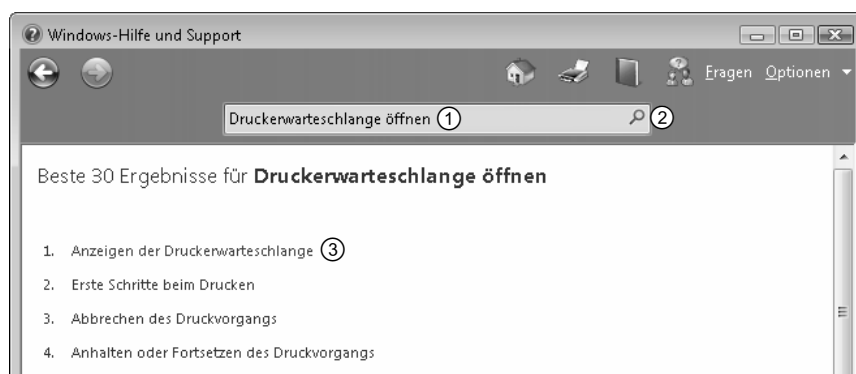 Windows-Hilfe und Support
Fragen Optionen
Druckerwarteschlange öffnen ① ②
Beste 30 Ergebnisse für Druckerwarteschlange öffnen
1. Anzeigen der Druckerwarteschlange ③
2. Erste Schritte beim Drucken
3. Abbrechen des Druckvorgangs
4. Anhalten oder Fortsetzen des Druckvorgangs